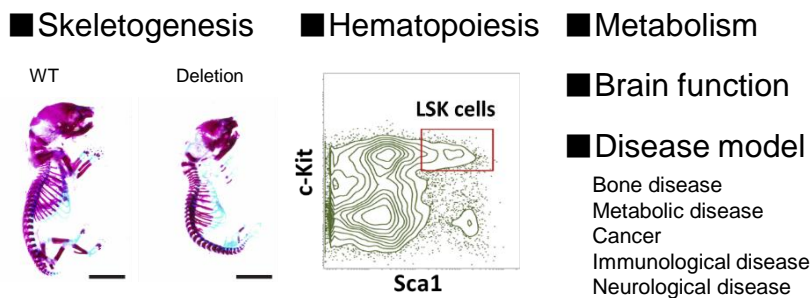 ■Skeletogenesis
WT
Deletion
■Hematopoiesis
LSK cells
c-Kit
Sca1
■Metabolism
■Brain function
■Disease model
Bone disease
Metabolic disease
Cancer
Immunological disease
Neurological disease